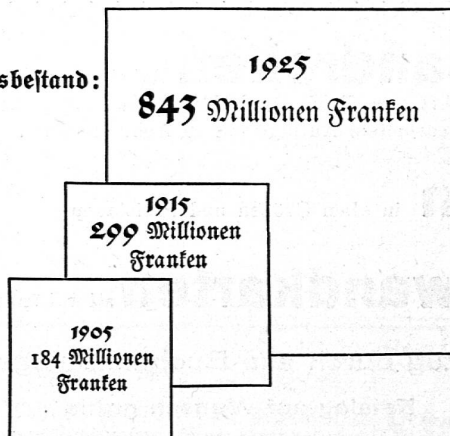 sbestand:
1925
843 Millionen Franken
1915
299 Millionen
Franken
1905
184 Millionen
Franken